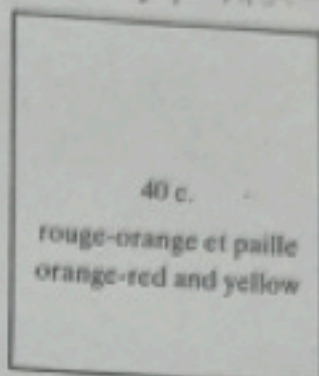 40 c.
rouge-orange et paille
orange-red and yellow